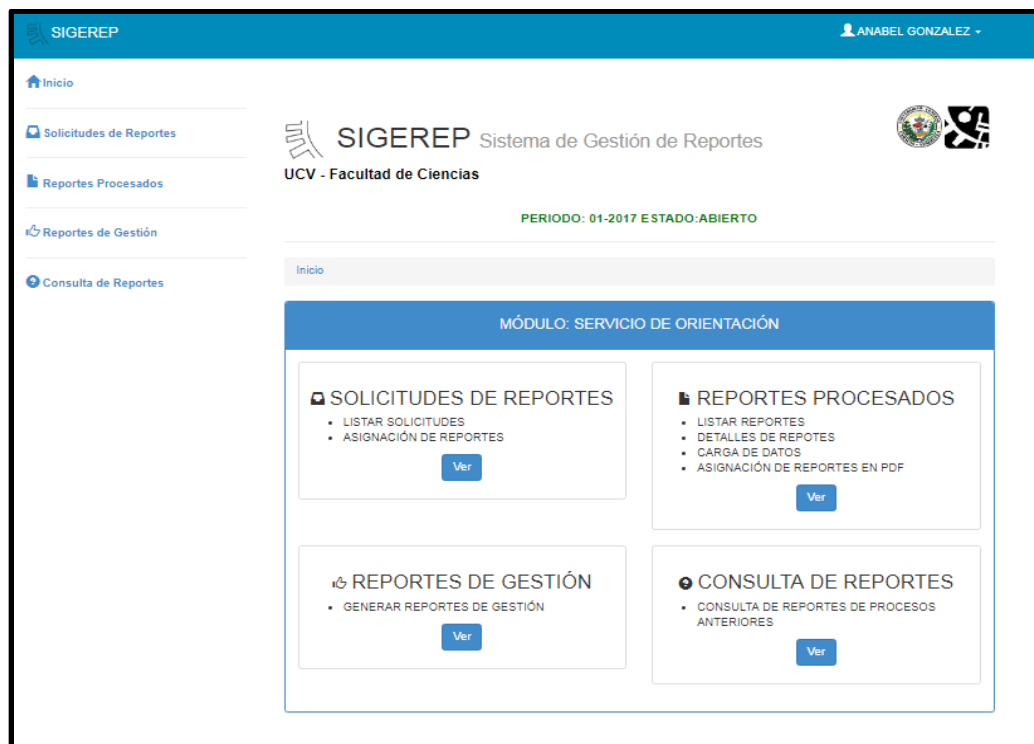 SIGEREP
ANABEL GONZALEZ
Inicio
Solicitudes de Reportes
Reportes Procesados
Reportes de Gestión
Consulta de Reportes
SIGEREP Sistema de Gestión de Reportes
UCV - Facultad de Ciencias
PERIODO: 01-2017 ESTADO:ABIERTO
Inicio
MÓDULO: SERVICIO DE ORIENTACIÓN
SOLICITUDES DE REPORTES
LISTAR SOLICITUDES
ASIGNACIÓN DE REPORTES
Ver
REPORTES PROCESADOS
LISTAR REPORTES
DETALLES DE REPOTES
CARGA DE DATOS
ASIGNACIÓN DE REPORTES EN PDF
Ver
REPORTES DE GESTIÓN
GENERAR REPORTES DE GESTIÓN
Ver
CONSULTA DE REPORTES
CONSULTA DE REPORTES DE PROCESOS
ANTERIORES
Ver